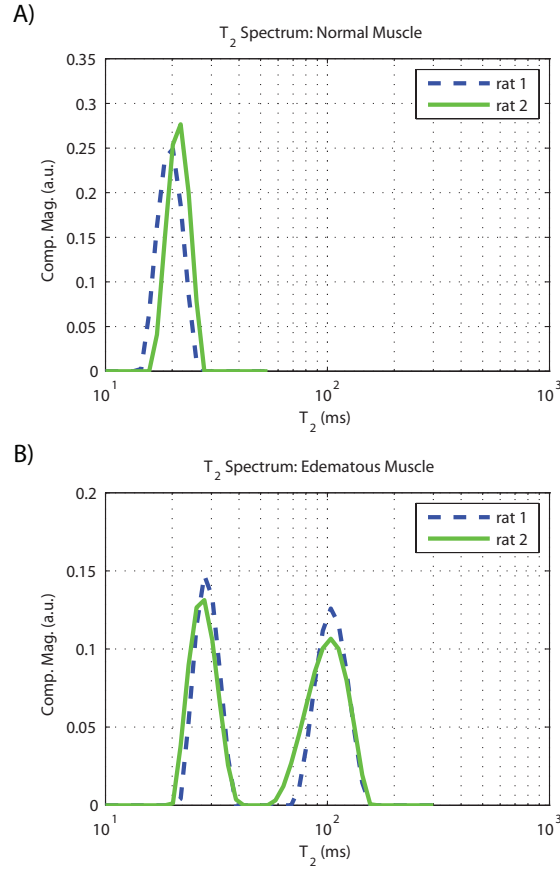 A)
T2 Spectrum: Normal Muscle
rat 1
rat 2
0.35
0.3
0.25
0.2
0.15
0.1
0.05
0
Comp. Mag. (a.u.)
10^1
10^2
10^3
T2 (ms)
B)
T2 Spectrum: Edematous Muscle
rat 1
rat 2
0.2
0.15
0.1
0.05
0
Comp. Mag. (a.u.)
10^1
10^2
10^3
T2 (ms)